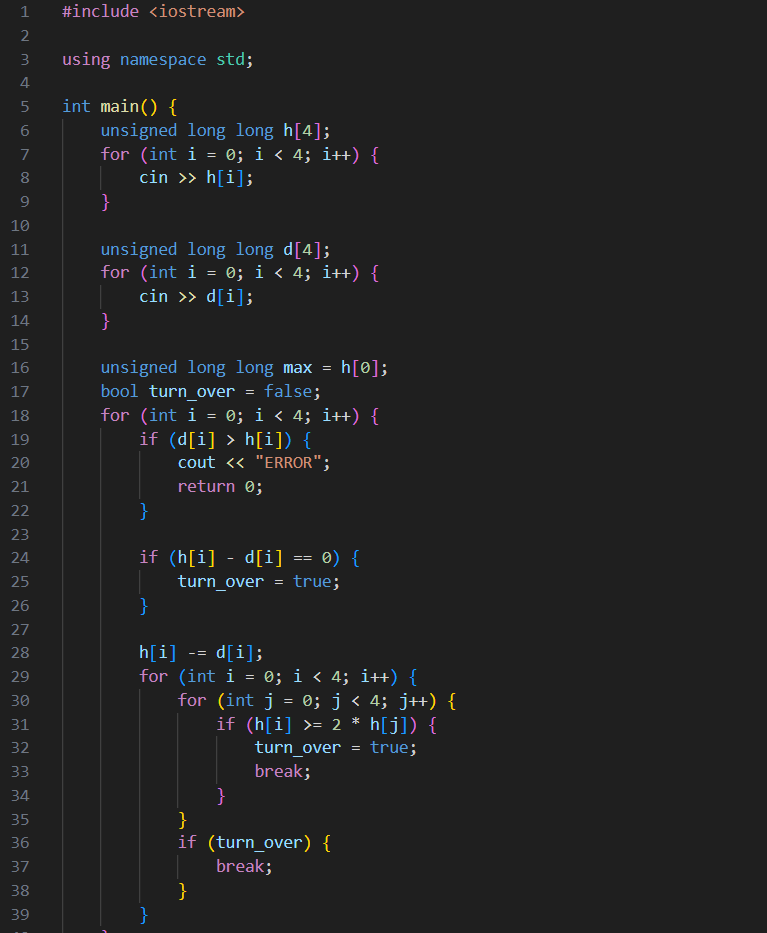 1 #include <iostream>
2
3 using namespace std;
4
5 int main() {
6     unsigned long long h[4];
7     for (int i = 0; i < 4; i++) {
8         cin >> h[i];
9     }
10
11     unsigned long long d[4];
12     for (int i = 0; i < 4; i++) {
13         cin >> d[i];
14     }
15
16     unsigned long long max = h[0];
17     bool turn_over = false;
18     for (int i = 0; i < 4; i++) {
19         if (d[i] > h[i]) {
20             cout << "ERROR";
21             return 0;
22         }
23
24         if (h[i] - d[i] == 0) {
25             turn_over = true;
26         }
27
28         h[i] -= d[i];
29         for (int i = 0; i < 4; i++) {
30             for (int j = 0; j < 4; j++) {
31                 if (h[i] >= 2 * h[j]) {
32                     turn_over = true;
33                     break;
34                 }
35             }
36             if (turn_over) {
37                 break;
38             }
39         }